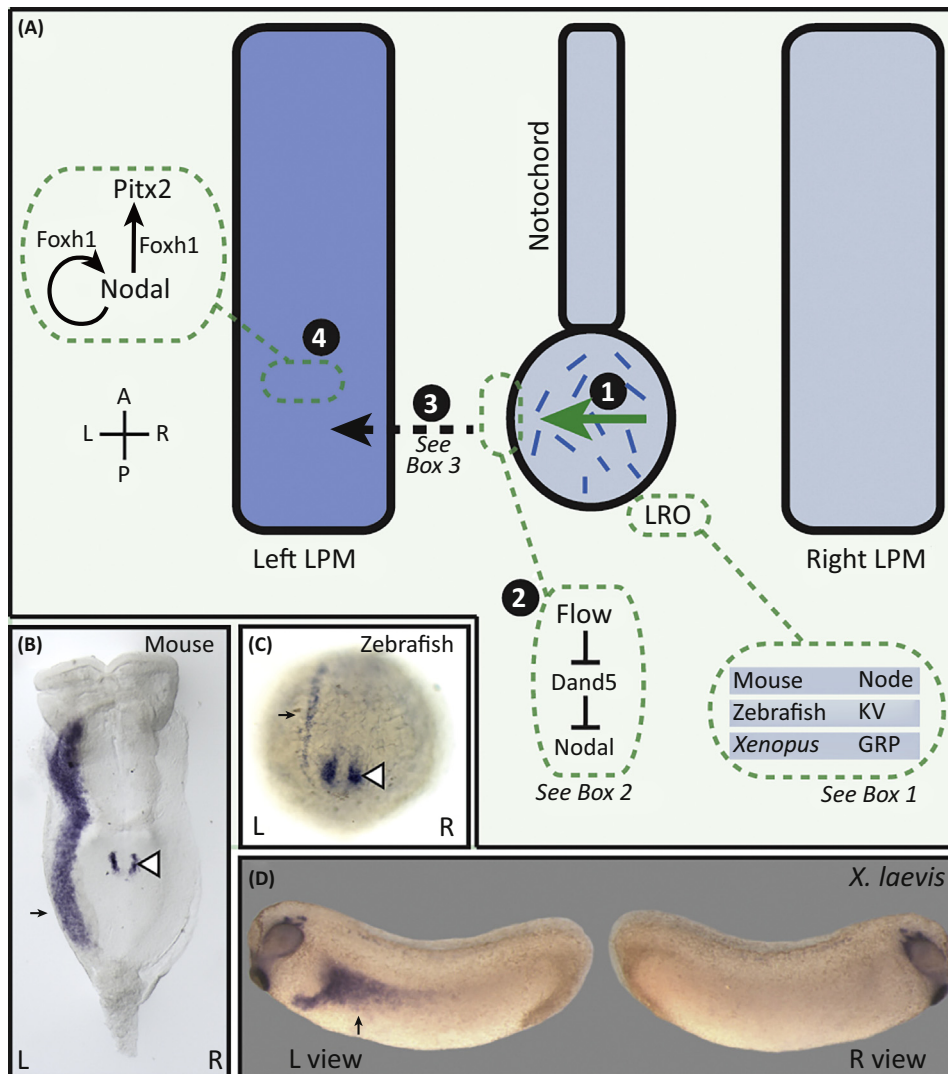 (A)
Notochord
Pitx2
Foxh1
Foxh1
Nodal
4
1
3
See
Box 3
A
L
R
P
LRO
Left LPM
Right LPM
2
Flow
Dand5
Nodal
See Box 2
Mouse Node
Zebrafish KV
Xenopus GRP
See Box 1
(B)
Mouse
L
R
(C)
Zebrafish
L
R
(D)
X. laevis
L view
R view